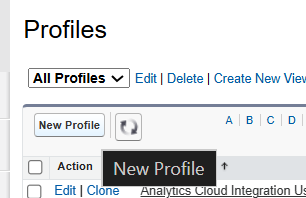 Profiles
All Profiles Edit | Delete | Create New View
New Profile A | B | C | D
Action New Profile
Edit | Clone Analytics Cloud Integration Us